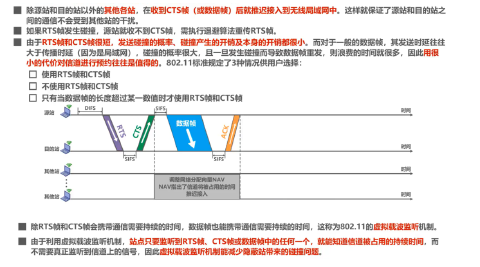 除源站和目的站以外的其他各站，在收到CTS帧（或数据帧）后就推迟接入到无线局域网中。这样就保证了源站和目的站之
间的通信不会受到其他站的干扰。
如果RTS帧发生碰撞，源站就收不到CTS帧，需执行退避算法重传RTS帧。
由于RTS帧和CTS帧很短，发送碰撞的概率、碰撞产生的开销及本身的开销都很小。而对于一般的数据帧，其发送时延往往
大于传播时延（因为是局域网），碰撞的概率很大，且一旦发生碰撞而导致数据帧重发，则浪费的时间就很多，因此用很
小的代价对信道进行预约往往是值得的。802.11标准规定了3种情况供用户选择：
使用RTS帧和CTS帧
不使用RTS帧和CTS帧
只有当数据帧的长度超过某一数值时才使用RTS帧和CTS帧
DIFS
SIFS
源站
时间
RTS
CTS
数据帧
ACK
目的站
时间
SIFS
SIFS
其他站
时间
NAV指出了信道将被占用的时间
推迟接入
其他站
时间
除RTS帧和CTS帧会携带通信需要持续的时间，数据帧也能携带通信需要持续的时间，这称为802.11的虚拟载波监听机制。
由于利用虚拟载波监听机制，站点只要监听到RTS帧、CTS帧或数据帧中的任何一个，就能知道信道被占用的持续时间，而
不需要真正监听到信道上的信号，因此虚拟载波监听机制能减少隐蔽站带来的碰撞问题。